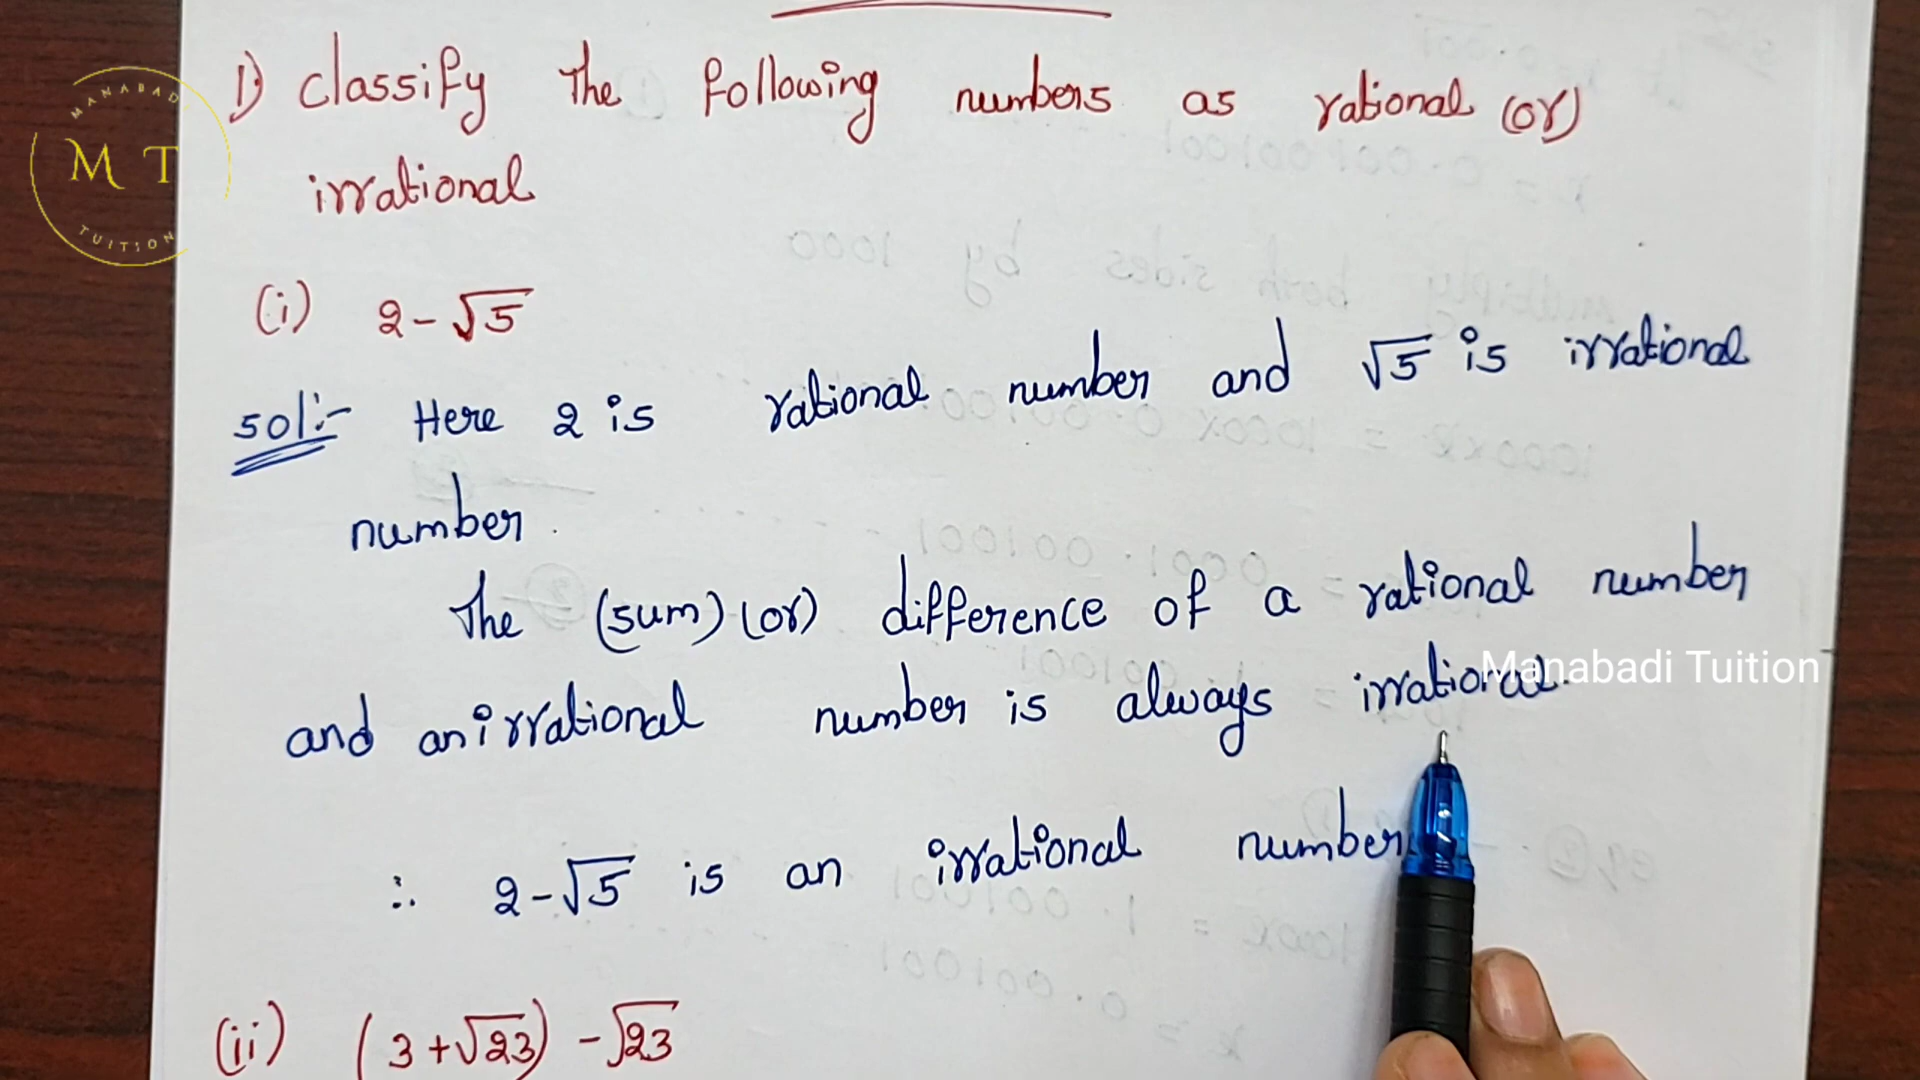 MANABADI
M T
TUITION
1) classify the following numbers as rational (or)
irrational
(i) 2-√5
Sol:- Here 2 is rational number and √5 is irrational
number.
The (sum) (or) difference of a rational number
Manabadi Tuition
and an irrational number is always irrational.
∴ 2-√5 is an irrational number
(ii) (3+√23) -√23